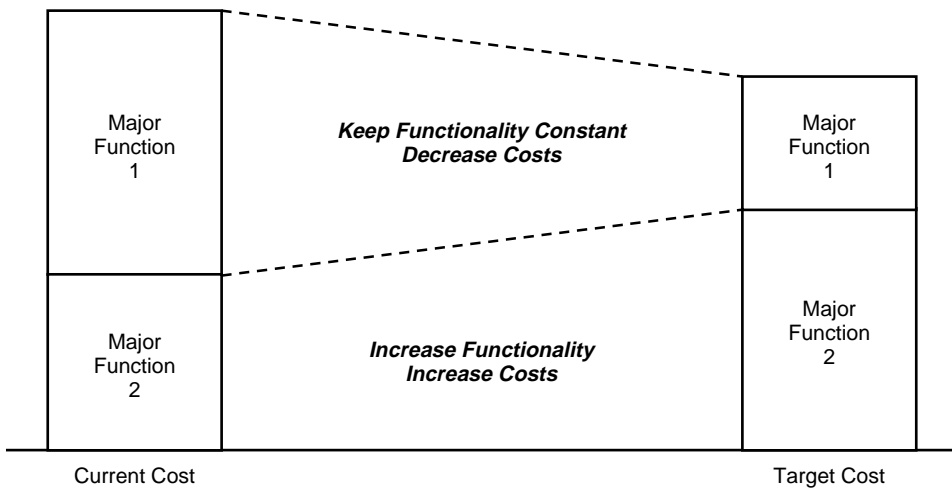 Major
Function
1
Keep Functionality Constant
Decrease Costs
Major
Function
1
Major
Function
2
Increase Functionality
Increase Costs
Major
Function
2
Current Cost
Target Cost